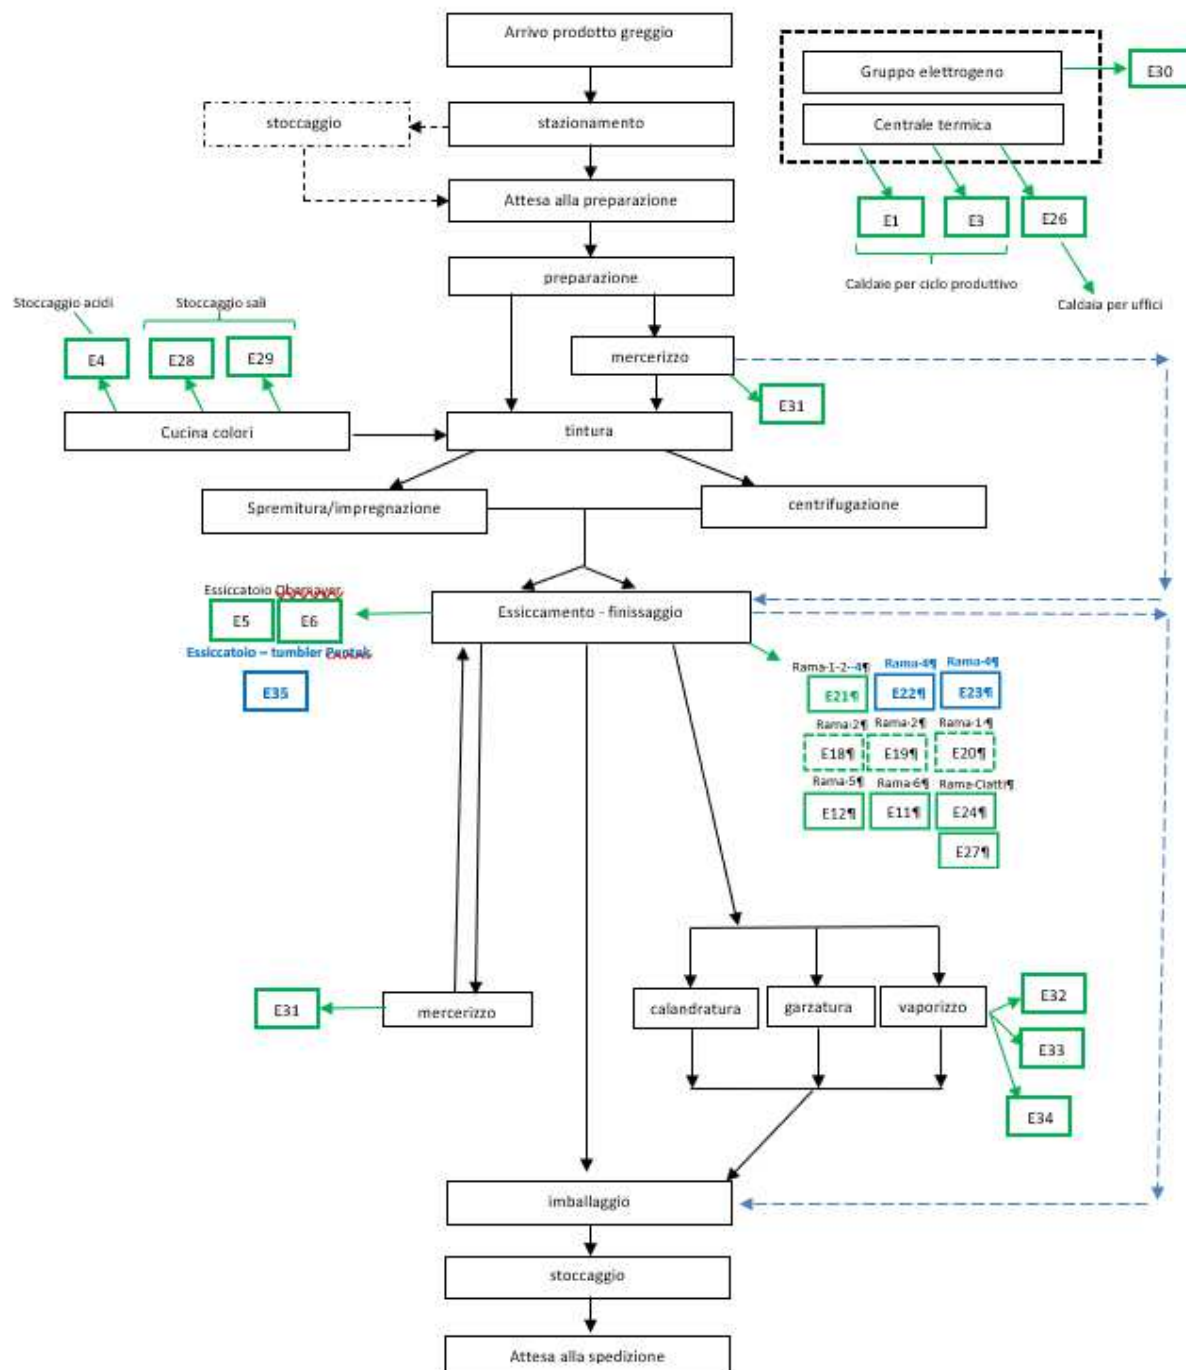 Arrivo prodotto greggio
Gruppo elettrogeno
E30
stoccaggio
stazionamento
Centrale termica
Attesa alla preparazione
E1
E3
E26
preparazione
Caldaie per ciclo produttivo
Caldaia per uffici
Stoccaggio acidi
Stoccaggio sali
E4
E28
E29
mercerizzo
E31
Cucina colori
tintura
Spremitura/impregnazione
centrifugazione
Essiccatoio
E5
E6
Essiccamento - finissaggio
Essiccatoio – tumbler
E35
Rama-1-2--4¶
Rama-4¶
Rama-4¶
E21¶
E22¶
E23¶
Rama-2¶
Rama-2¶
Rama-1-¶
E18¶
E19¶
E20¶
Rama-5¶
Rama-6¶
Rama-Ciatti¶
E12¶
E11¶
E24¶
E27¶
E31
mercerizzo
calandratura
garzatura
vaporizzo
E32
E33
E34
imballaggio
stoccaggio
Attesa alla spedizione